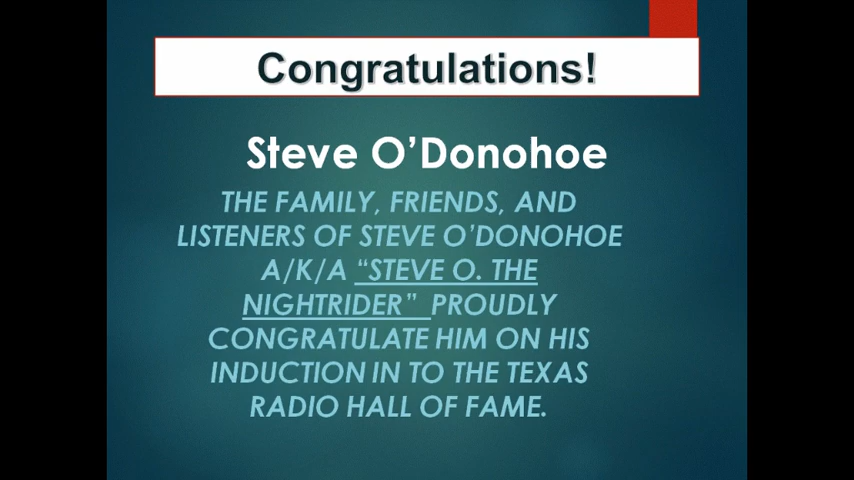 Congratulations!
Steve O’Donohoe
THE FAMILY, FRIENDS, AND
LISTENERS OF STEVE O’DONOHOE
A/K/A “STEVE O. THE
NIGHTRIDER” PROUDLY
CONGRATULATE HIM ON HIS
INDUCTION IN TO THE TEXAS
RADIO HALL OF FAME.